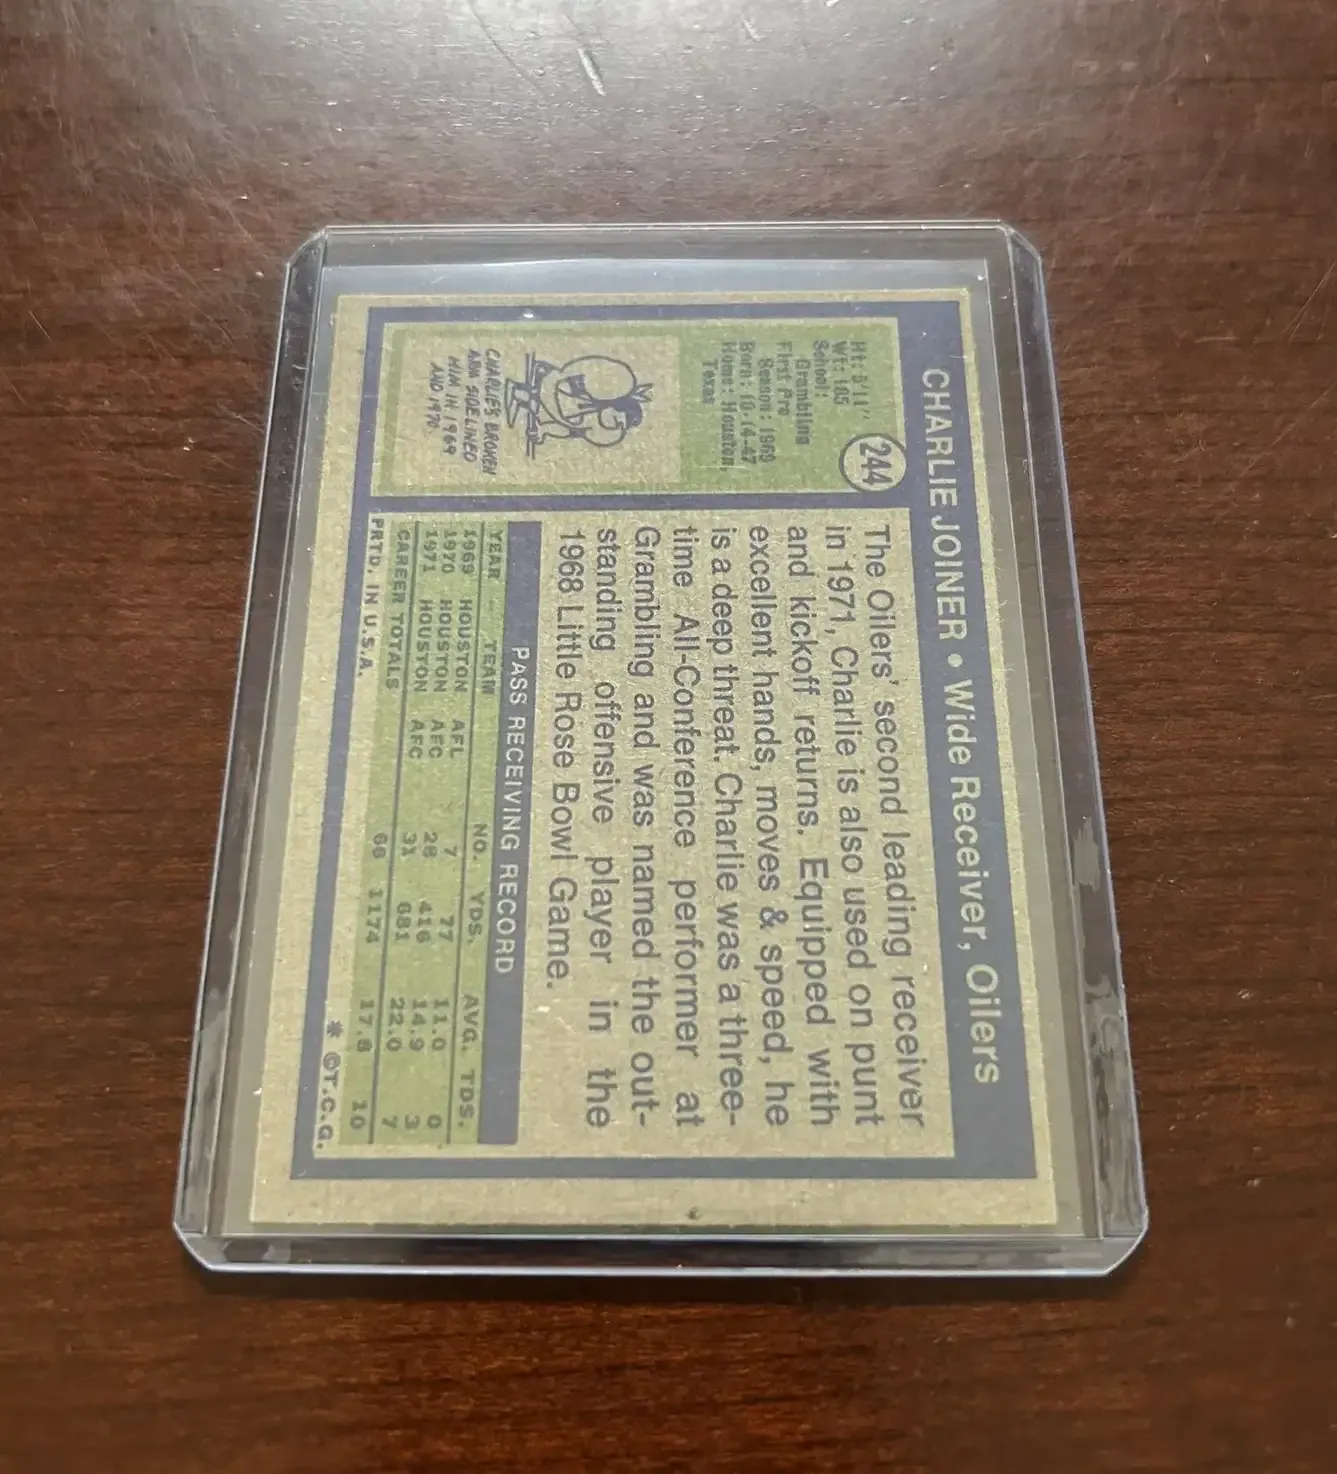 CHARLIE JOINER • Wide Receiver, Oilers
244
Ht: 5'11"
Wt: 185
School:
Grambling
First Pro
Season: 1969
Born: 10-14-47
Home: Houston,
Texas
CHARLIE'S BROKEN
ARM SIDELINED
HIM IN 1969
AND 1970.
The Oilers' second leading receiver
in 1971, Charlie is also used on punt
and kickoff returns. Equipped with
excellent hands, moves & speed, he
is a deep threat. Charlie was a three-
time All-Conference performer at
Grambling and was named the out-
standing offensive player in the
1968 Little Rose Bowl Game.
PASS RECEIVING RECORD
YEAR TEAM NO. YDS. AVG. TDS.
1969 HOUSTON AFL 7 77 11.0 0
1970 HOUSTON AFC 28 416 14.9 3
1971 HOUSTON AFC 31 681 22.0 7
CAREER TOTALS 66 1174 17.8 10
PRTD. IN U.S.A. * ©T.C.G.